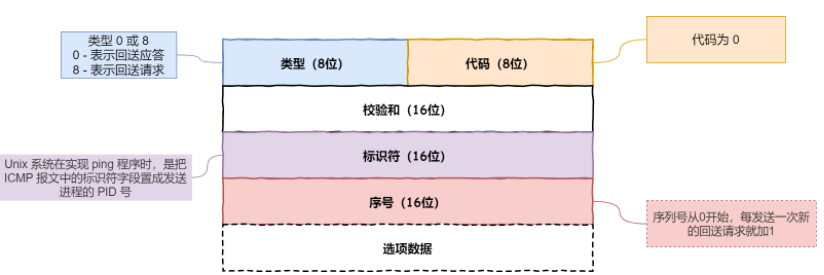 类型 0 或 8
0 - 表示回送应答
8 - 表示回送请求
类型（8位）
代码（8位）
代码为 0
校验和（16位）
Unix 系统在实现 ping 程序时，是把
ICMP 报文中的标识符字段置成发送
进程的 PID 号
标识符（16位）
序号（16位）
序列号从0开始，每发送一次新
的回送请求就加1
选项数据